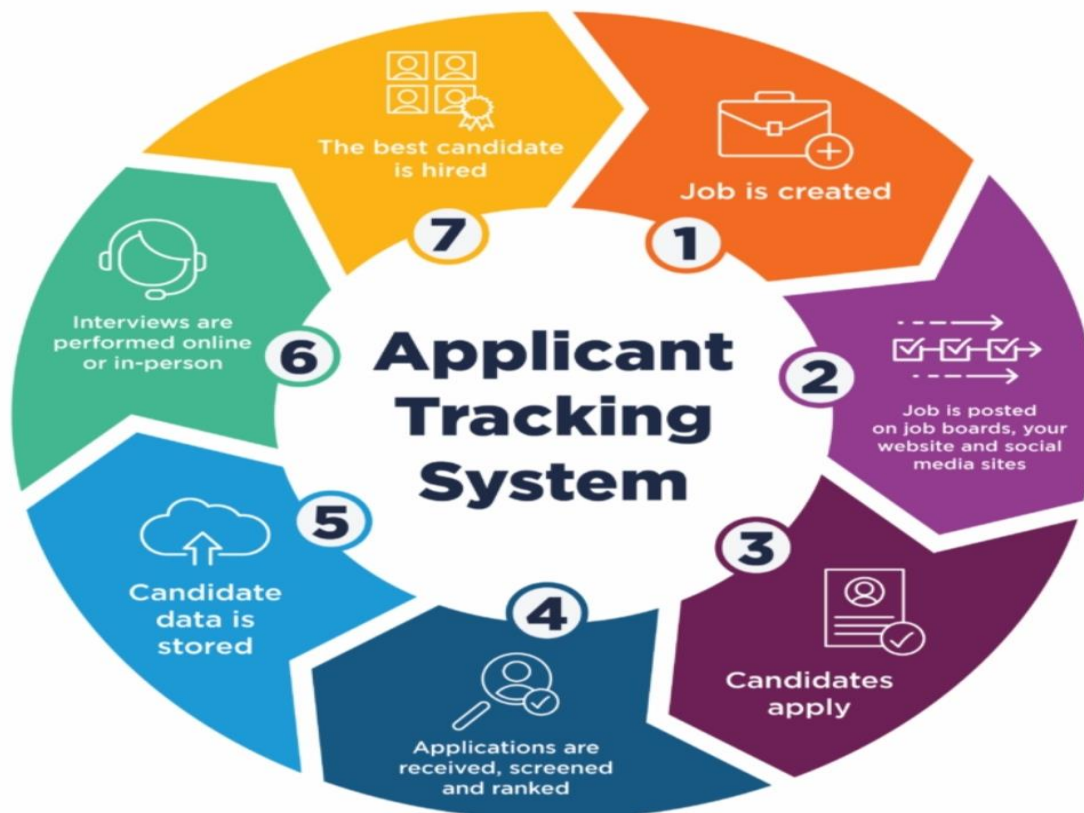 Applicant
Tracking
System
1
Job is created
2
Job is posted
on job boards, your
website and social
media sites
3
Candidates
apply
4
Applications are
received, screened
and ranked
5
Candidate
data is
stored
6
Interviews are
performed online
or in-person
7
The best candidate
is hired